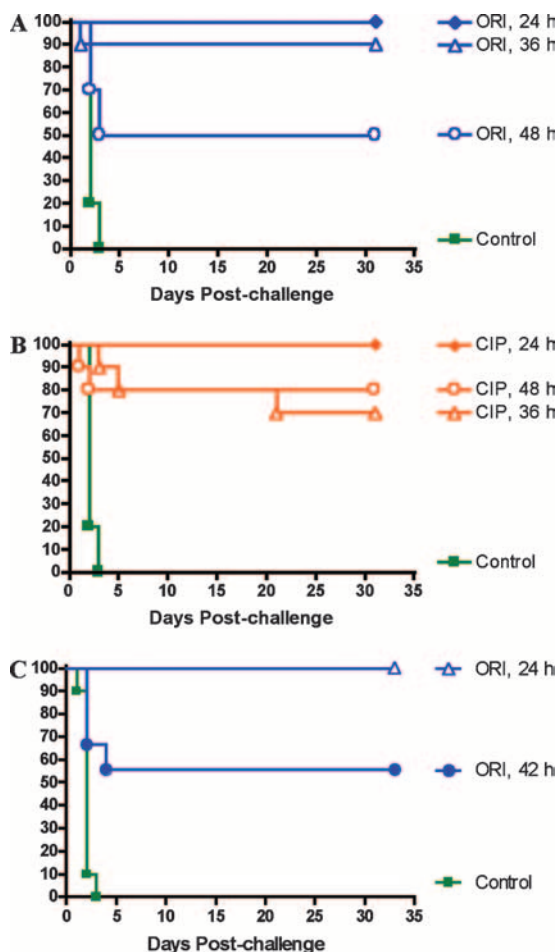 A
100
90
80
70
60
50
40
30
20
10
0
0 5 10 15 20 25 30 35
Days Post-challenge
ORI, 24 h
ORI, 36 h
ORI, 48 h
Control
B
100
90
80
70
60
50
40
30
20
10
0
0 5 10 15 20 25 30 35
Days Post-challenge
CIP, 24 h
CIP, 48 h
CIP, 36 h
Control
C
100
90
80
70
60
50
40
30
20
10
0
0 5 10 15 20 25 30 35
Days Post-challenge
ORI, 24 h
ORI, 42 h
Control